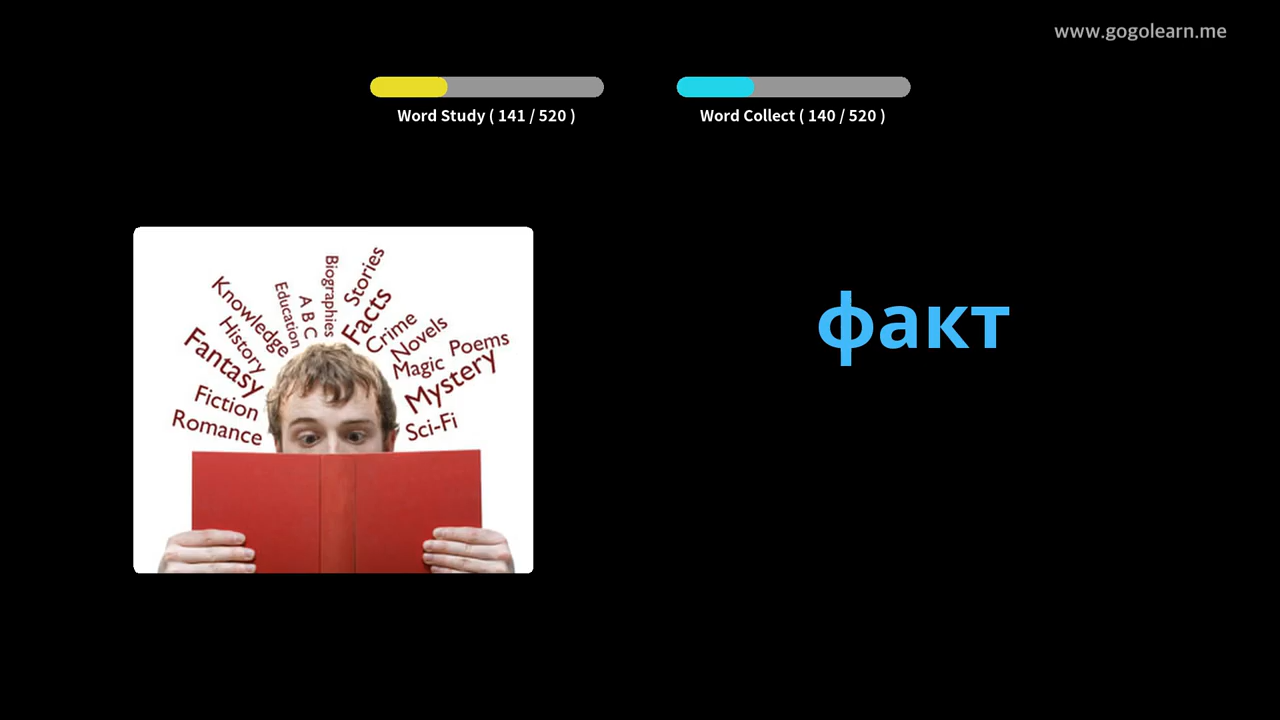 www.gogolearn.me
Word Study ( 141 / 520 )
Word Collect ( 140 / 520 )
Knowledge
Education
A B C
Biographies
Stories
Facts
Crime
Novels
Poems
History
Fantasy
Magic
Mystery
Fiction
Romance
Sci-Fi
факт